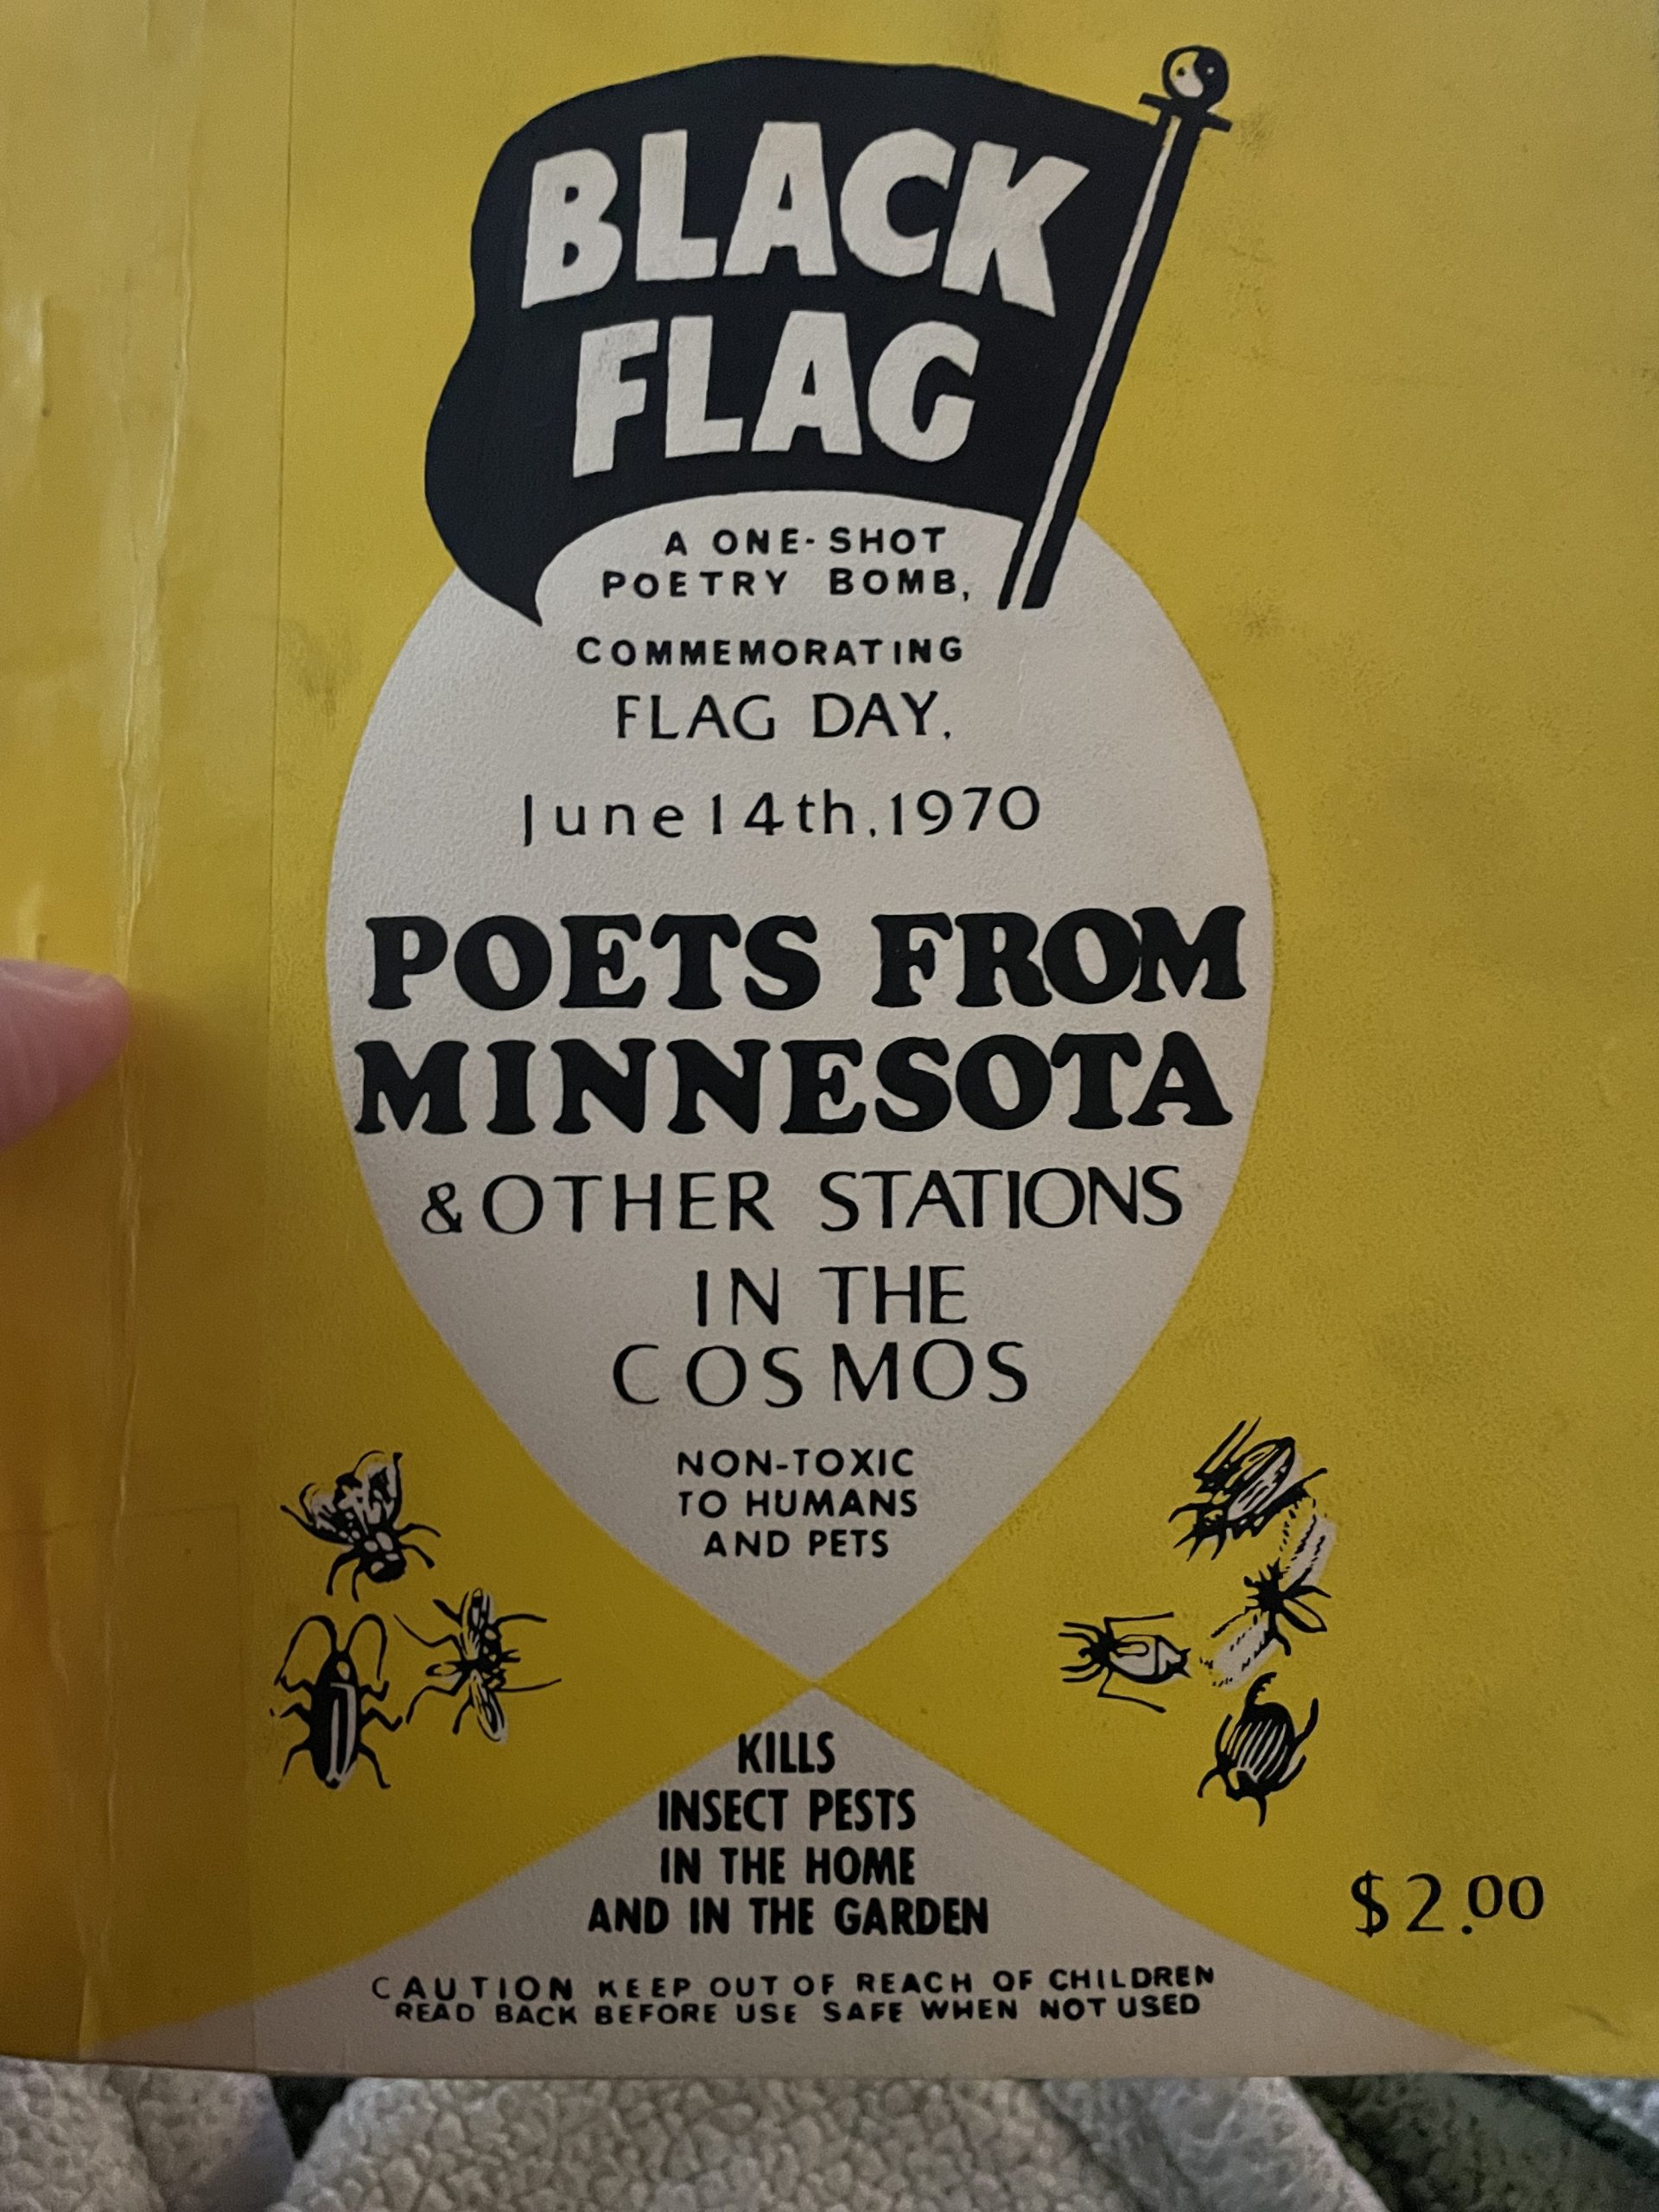 BLACK
FLAG
A ONE-SHOT
POETRY BOMB,
COMMEMORATING
FLAG DAY,
June 14th, 1970
POETS FROM
MINNESOTA
& OTHER STATIONS
IN THE
COSMOS
NON-TOXIC
TO HUMANS
AND PETS
KILLS
INSECT PESTS
IN THE HOME
AND IN THE GARDEN
$2.00
CAUTION KEEP OUT OF REACH OF CHILDREN
READ BACK BEFORE USE SAFE WHEN NOT USED